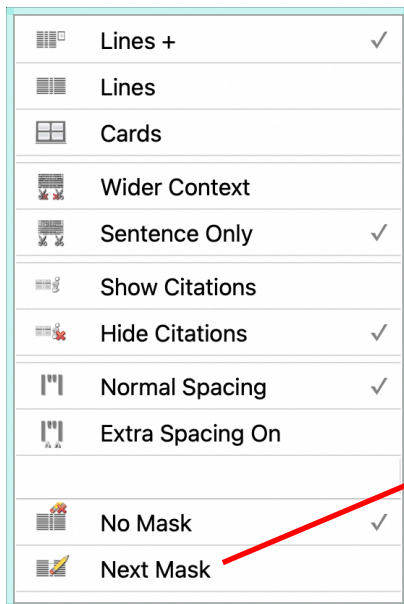 Lines +
Lines
Cards
Wider Context
Sentence Only
Show Citations
Hide Citations
Normal Spacing
Extra Spacing On
No Mask
Next Mask